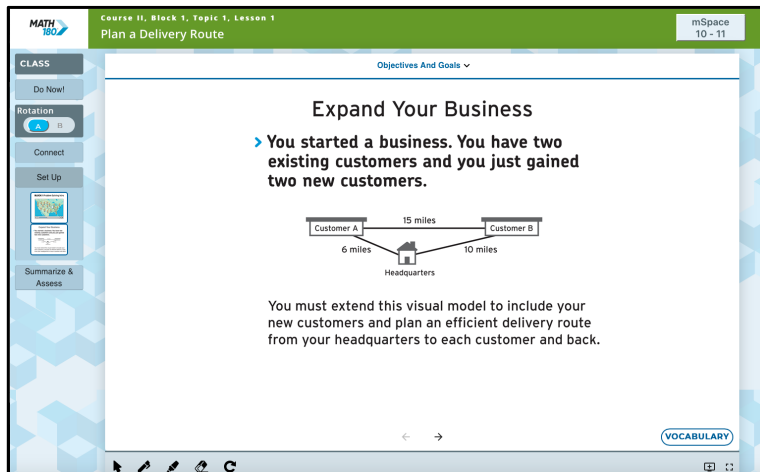 MATH
180
Course II, Block 1, Topic 1, Lesson 1
Plan a Delivery Route
mSpace
10 - 11
CLASS
Do Now!
Rotation
A B
Connect
Set Up
Summarize &
Assess
Objectives And Goals
Expand Your Business
> You started a business. You have two
existing customers and you just gained
two new customers.
15 miles
Customer A
Customer B
6 miles
10 miles
Headquarters
You must extend this visual model to include your
new customers and plan an efficient delivery route
from your headquarters to each customer and back.
VOCABULARY